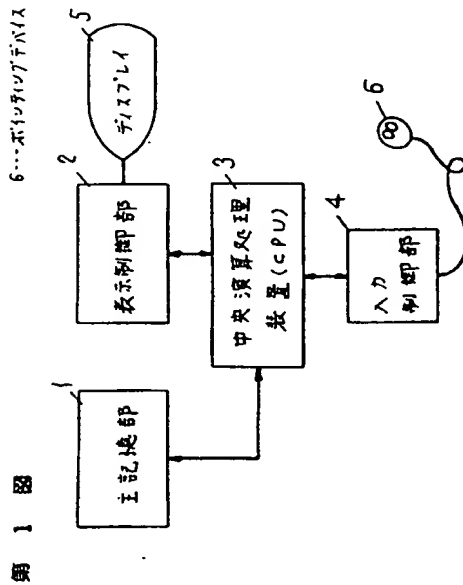 第 1 図
6…ポインティングデバイス
1
主記憶部
2
表示制御部
5
ディスプレイ
3
中央演算処理
装置(CPU)
4
入力
制御部
6